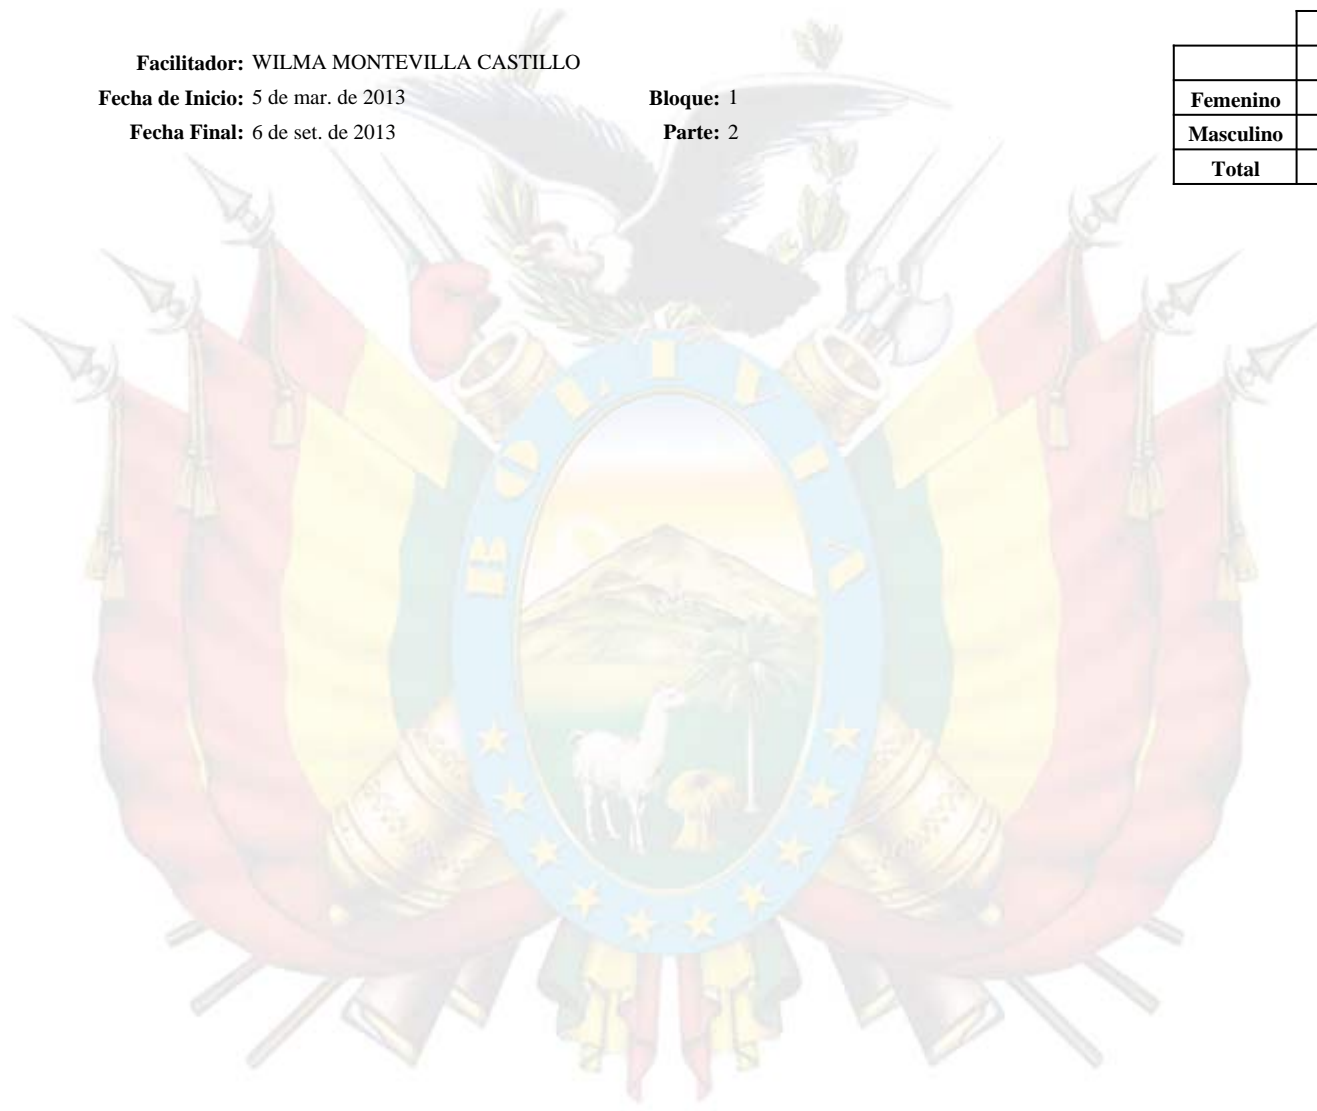 Facilitador: WILMA MONTEVILLA CASTILLO
Fecha de Inicio: 5 de mar. de 2013 Bloque: 1
Fecha Final: 6 de set. de 2013 Parte: 2
Femenino
Masculino
Total
BOLIVIA